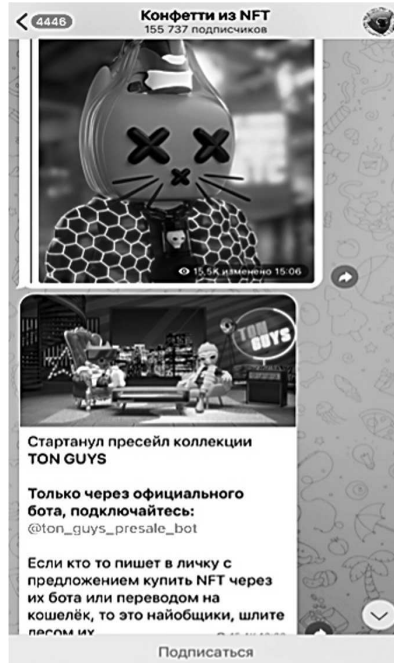 4446
Конфетти из NFT
155 737 подписчиков
15,5K изменено 15:06
TON
GUYS
Стартанул пресейл коллекции
TON GUYS
Только через официального
бота, подключайтесь:
@ton_guys_presale_bot
Если кто то пишет в личку с
предложением купить NFT через
их бота или переводом на
кошелёк, то это найобщики, шлите
лесом их
Подписаться